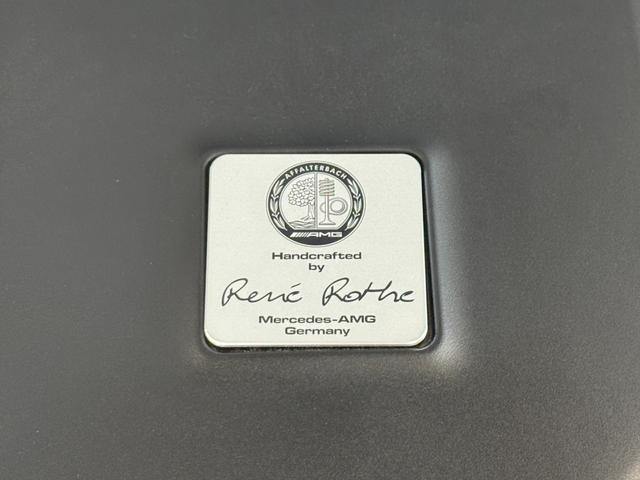 AFFALTERBACH
AMG
Handcrafted
by
René Rothe
Mercedes-AMG
Germany